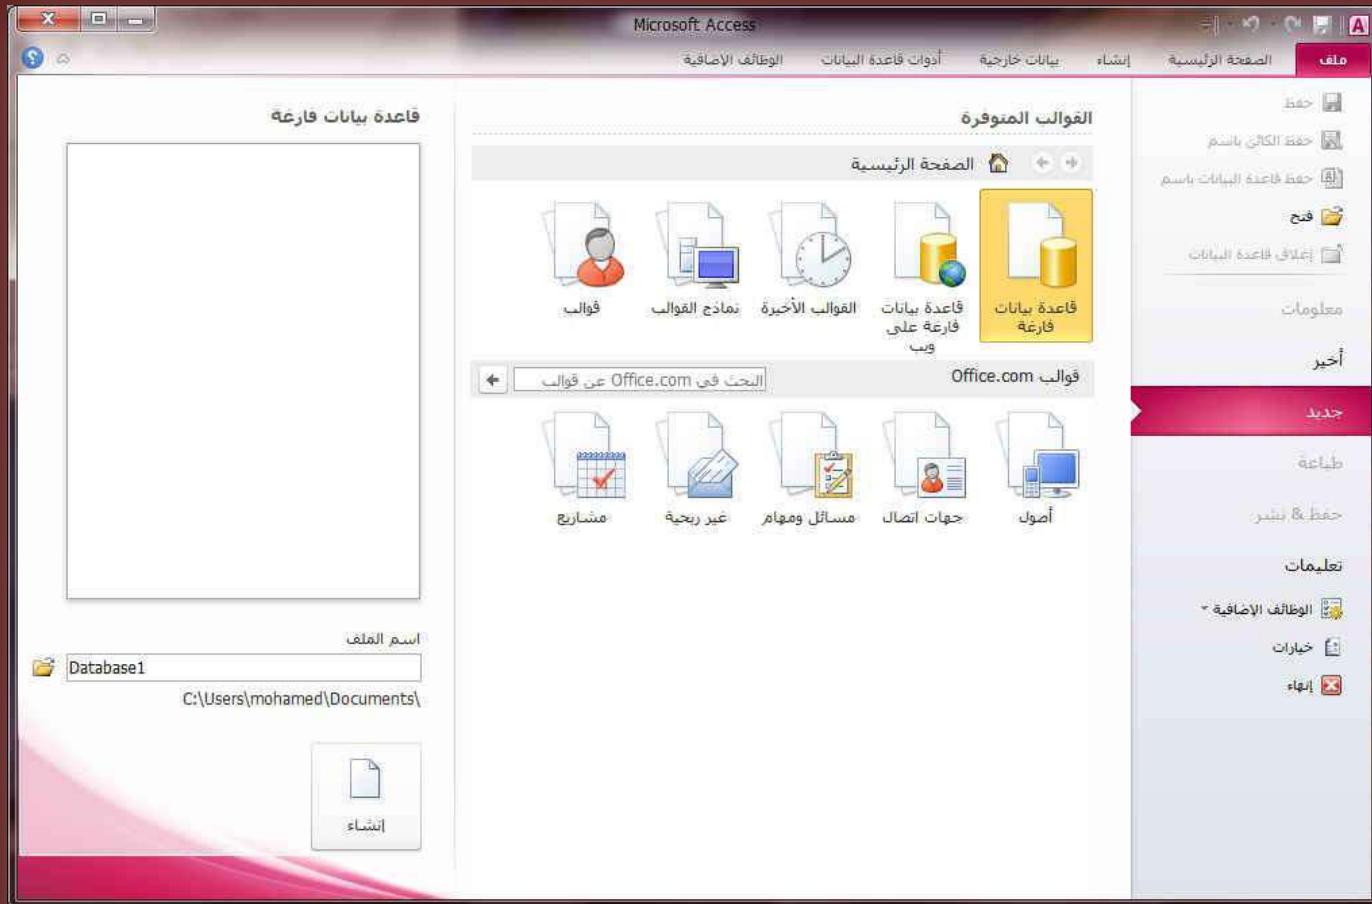 Microsoft Access
ملف
الصفحة الرئيسية
إنشاء
بيانات خارجية
أدوات قاعدة البيانات
الوظائف الإضافية
حفظ
حفظ الكائن باسم
حفظ قاعدة البيانات باسم
فتح
إغلاق قاعدة البيانات
معلومات
أخير
جديد
طباعة
حفظ & نشر
تعليمات
الوظائف الإضافية
خيارات
إنهاء
القوالب المتوفرة
الصفحة الرئيسية
قاعدة بيانات
فارغة
قاعدة بيانات
فارغة على
ويب
القوالب الأخيرة
نماذج القوالب
قوالب
قوالب Office.com
البحث في Office.com عن قوالب
أصول
جهات اتصال
مسائل ومهام
غير ربحية
مشاريع
قاعدة بيانات فارغة
اسم الملف
Database1
C:\Users\mohamed\Documents\
إنشاء